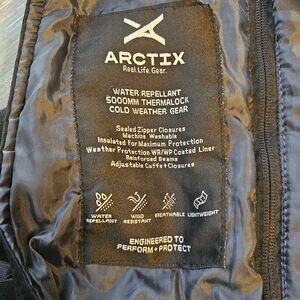 ARCTIX
Real.Life.Gear.
WATER REPELLANT
5000MM THERMALOCK
COLD WEATHER GEAR
Sealed Zipper Closures
Machine Washable
Insulated for Maximum Protection
Weather Protection WR/WP Coated Liner
Reinforced Seams
Adjustable Cuffs+Closures
WATER REPELLANT
WIND RESISTANT
BREATHABLE
LIGHTWEIGHT
ENGINEERED TO
PERFORM+PROTECT